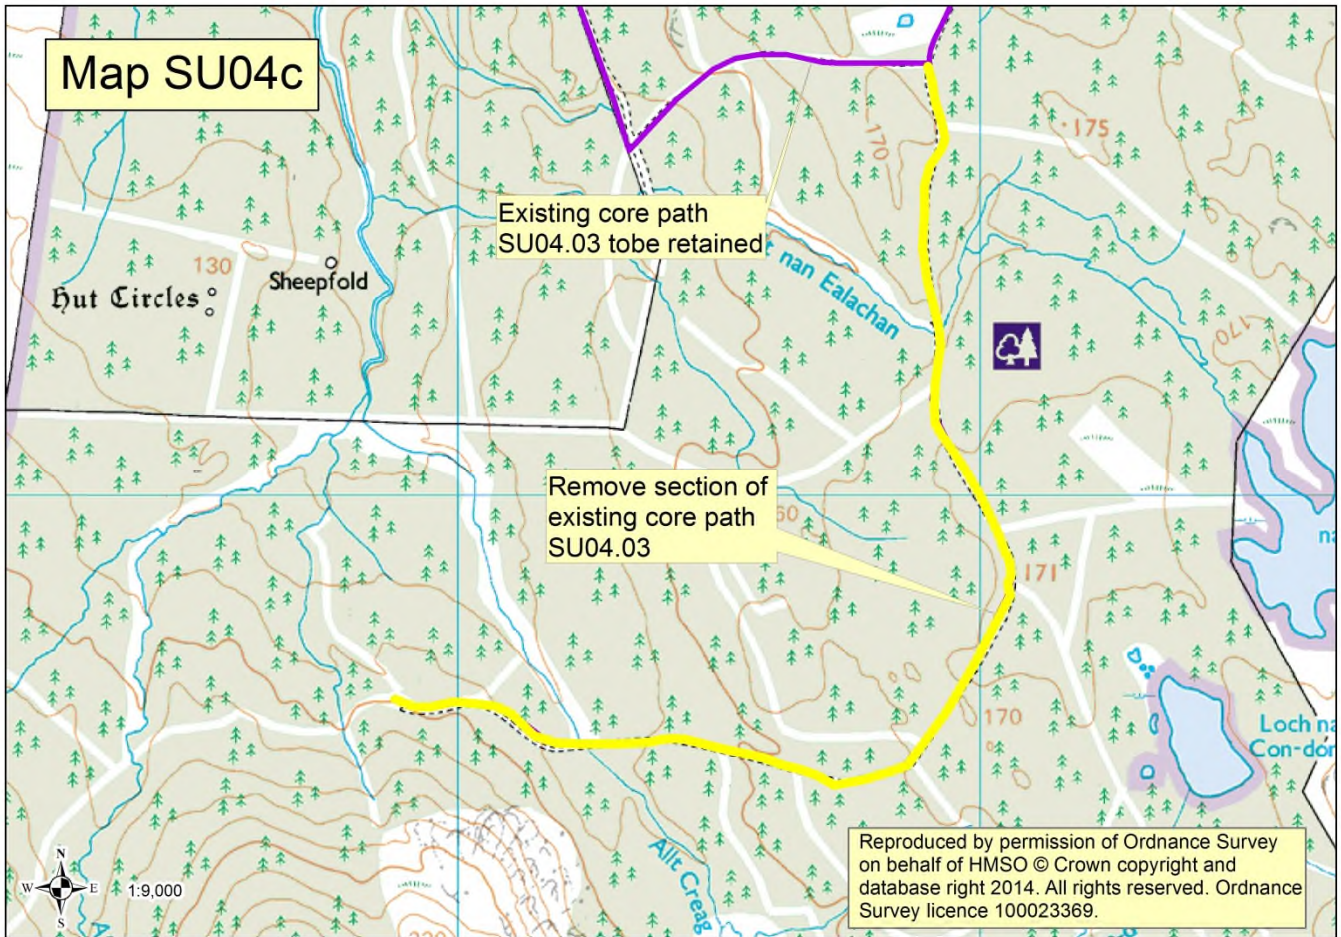 Map SU04c
170
175
Existing core path
SU04.03 tobe retained
t nan Ealachan
130
Sheepfold
Hut Circles
170
Remove section of
existing core path
SU04.03
60
na
171
170
Loch na
Con-dor
Allt Creag
Reproduced by permission of Ordnance Survey
on behalf of HMSO © Crown copyright and
database right 2014. All rights reserved. Ordnance
Survey licence 100023369.
N
W E
S
1:9,000